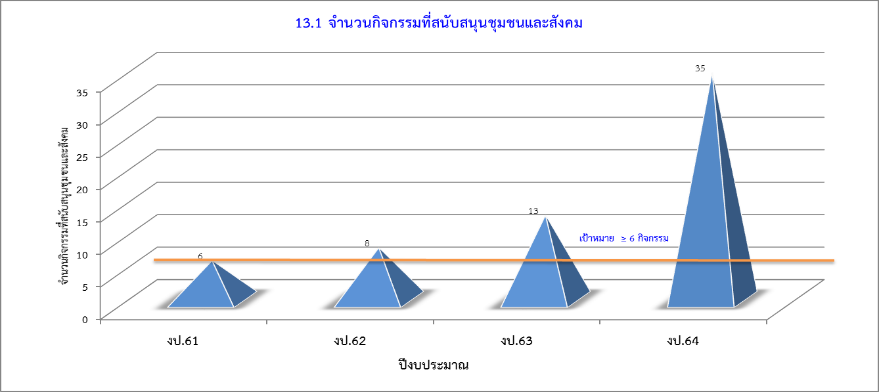 13.1 จำนวนกิจกรรมที่สนับสนุนชุมชนและสังคม
จำนวนกิจกรรมที่สนับสนุนชุมชนและสังคม
35
30
25
20
15
10
5
0
6
8
13
35
เป้าหมาย ≥ 6 กิจกรรม
งป.61 งป.62 งป.63 งป.64
ปีงบประมาณ